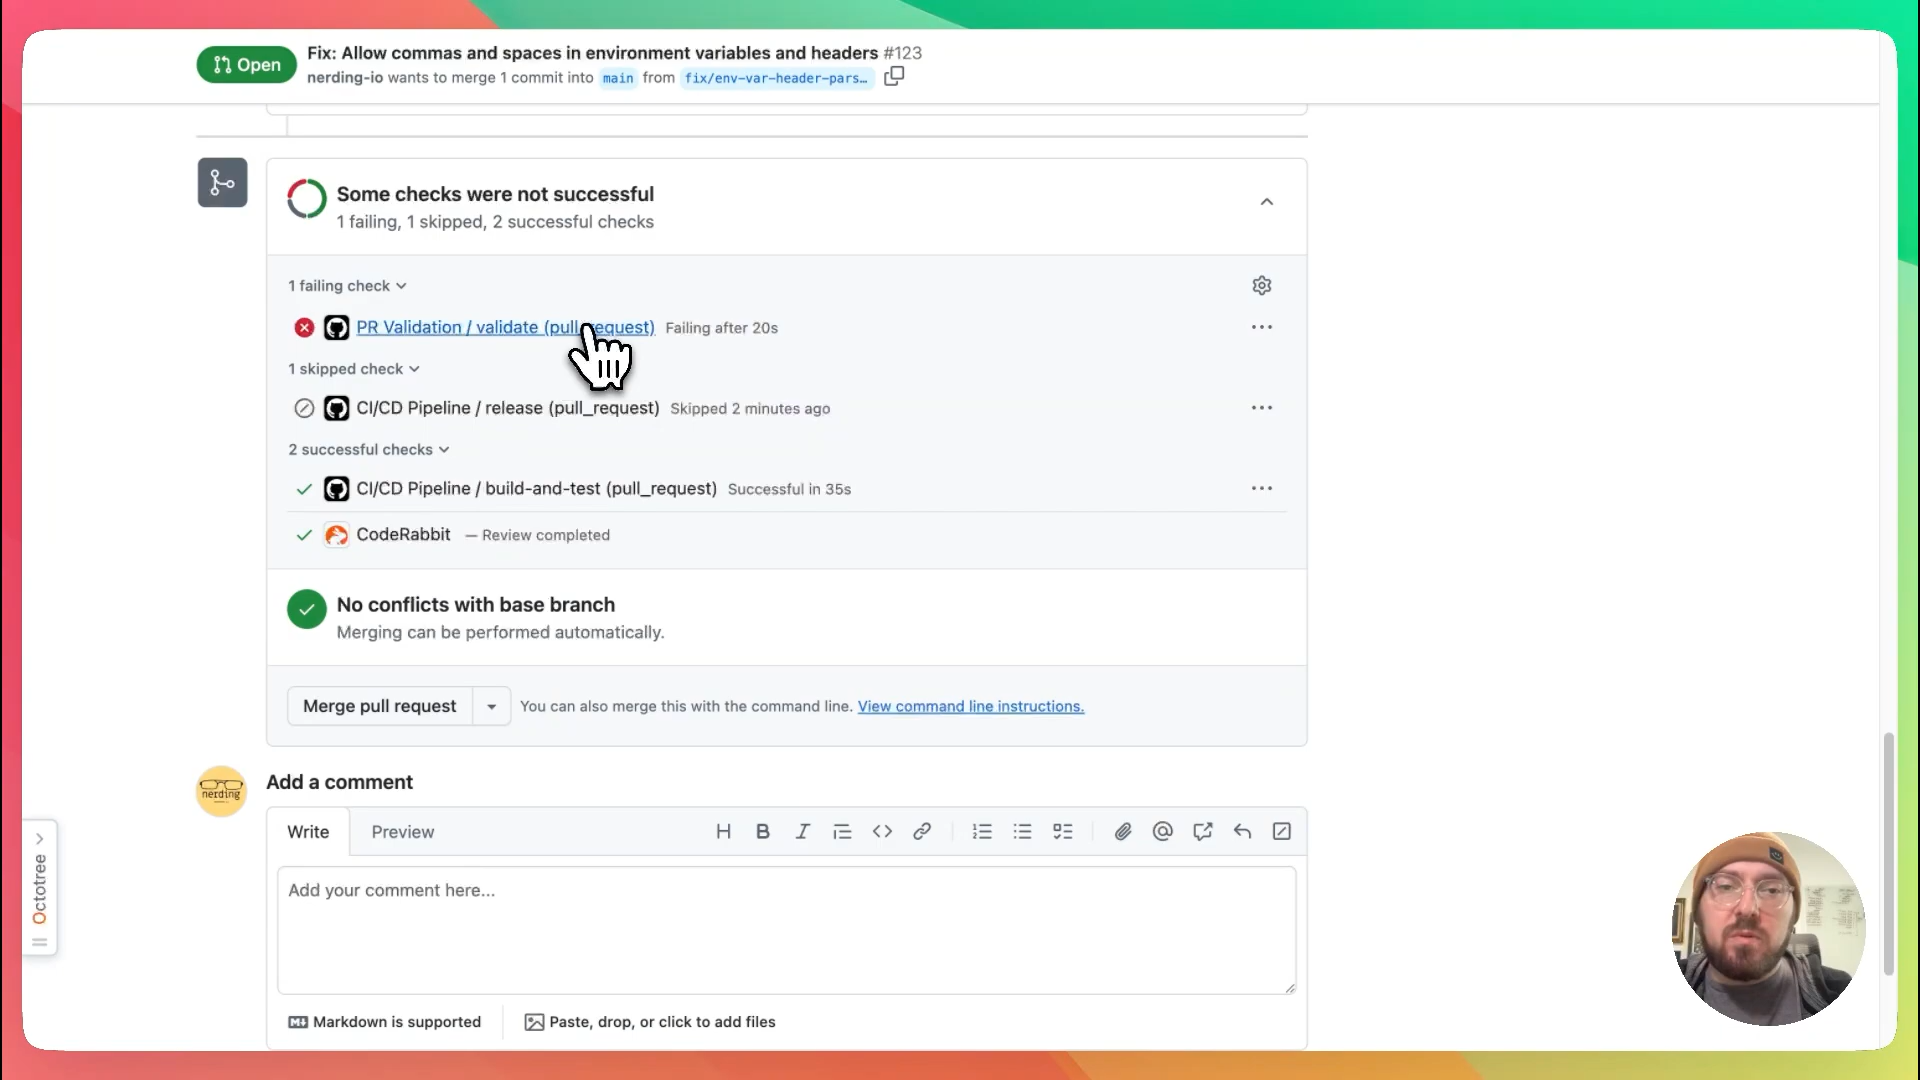 Open
Fix: Allow commas and spaces in environment variables and headers #123
nerding-io wants to merge 1 commit into main from fix/env-var-header-pars…
Some checks were not successful
1 failing, 1 skipped, 2 successful checks
1 failing check
PR Validation / validate (pull_request) Failing after 20s
1 skipped check
CI/CD Pipeline / release (pull_request) Skipped 2 minutes ago
2 successful checks
CI/CD Pipeline / build-and-test (pull_request) Successful in 35s
CodeRabbit — Review completed
No conflicts with base branch
Merging can be performed automatically.
Merge pull request You can also merge this with the command line. View command line instructions.
nerding
Add a comment
Write Preview
Add your comment here...
Markdown is supported Paste, drop, or click to add files
Octotree